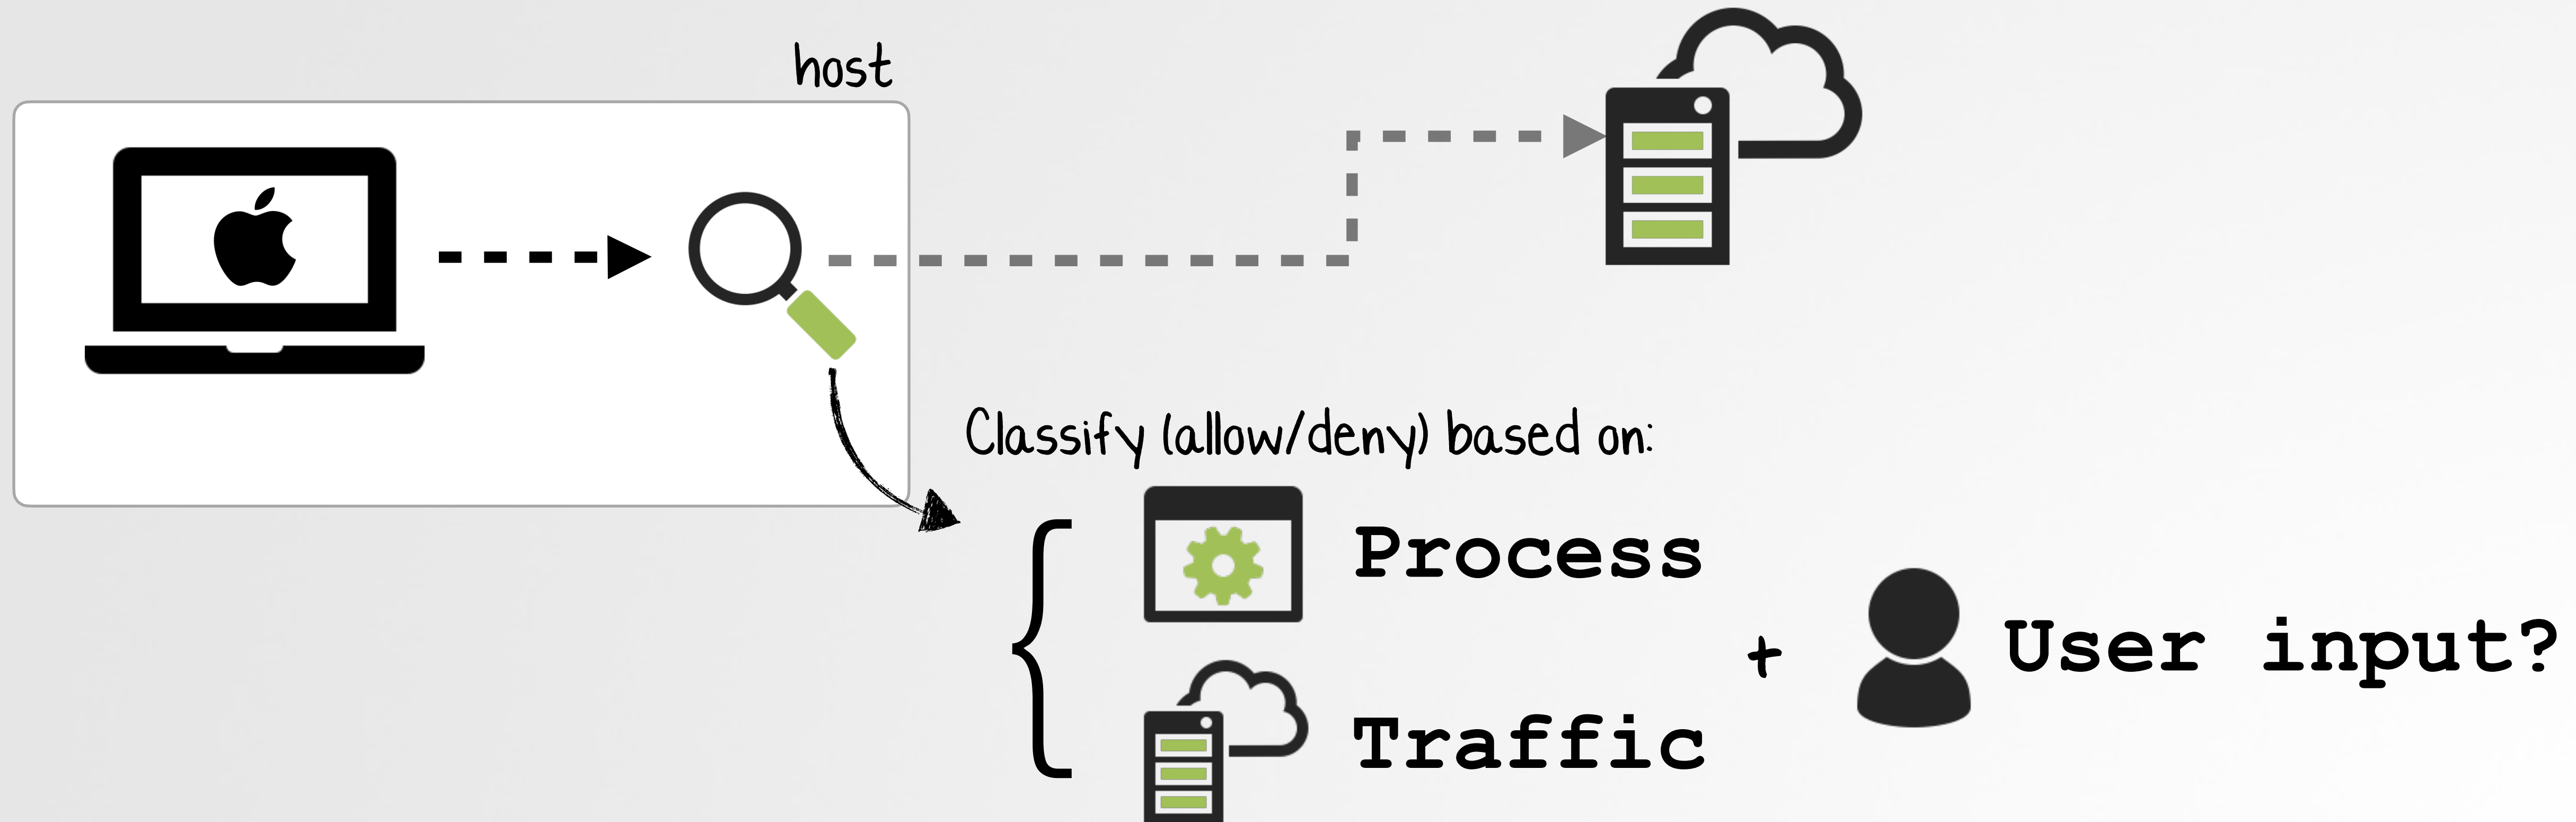 host
Classify (allow/deny) based on:
Process
+ User input?
Traffic